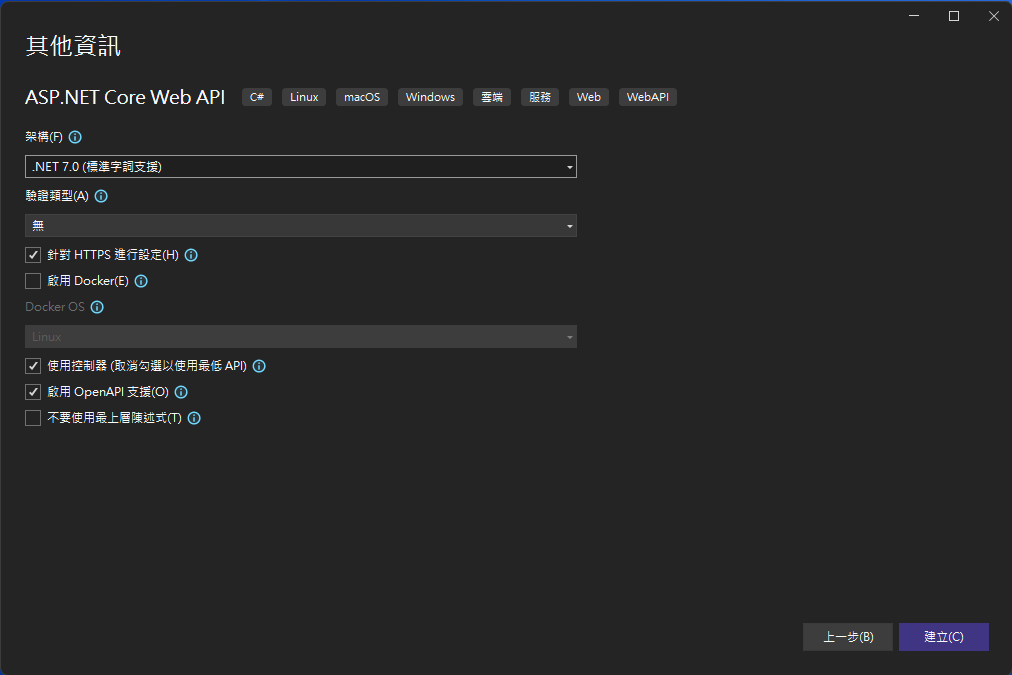 其他資訊
ASP.NET Core Web API C# Linux macOS Windows 雲端 服務 Web WebAPI
架構(F)
.NET 7.0 (標準字詞支援)
驗證類型(A)
無
針對 HTTPS 進行設定(H)
啟用 Docker(E)
Docker OS
Linux
使用控制器 (取消勾選以使用最低 API)
啟用 OpenAPI 支援(O)
不要使用最上層陳述式(T)
上一步(B) 建立(C)